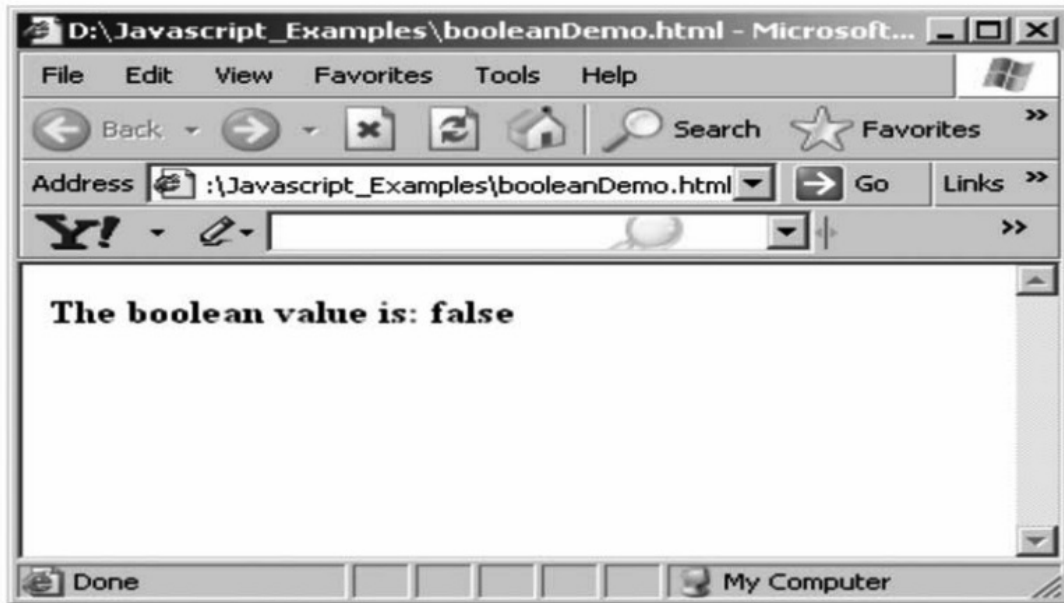 D:\Javascript_Examples\booleanDemo.html - Microsoft...
File Edit View Favorites Tools Help
Back Search Favorites »
Address :\Javascript_Examples\booleanDemo.html Go Links »
Y! »
The boolean value is: false
Done My Computer